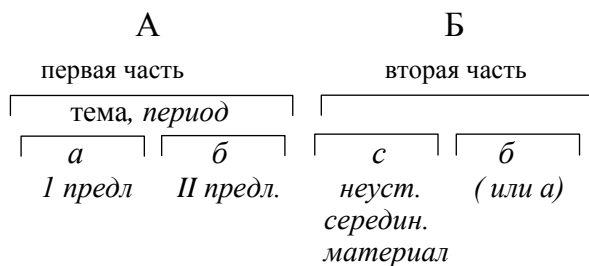 А Б
первая часть вторая часть
тема, период
а б с б
1 предл II предл. неуст. ( или а)
середин.
материал